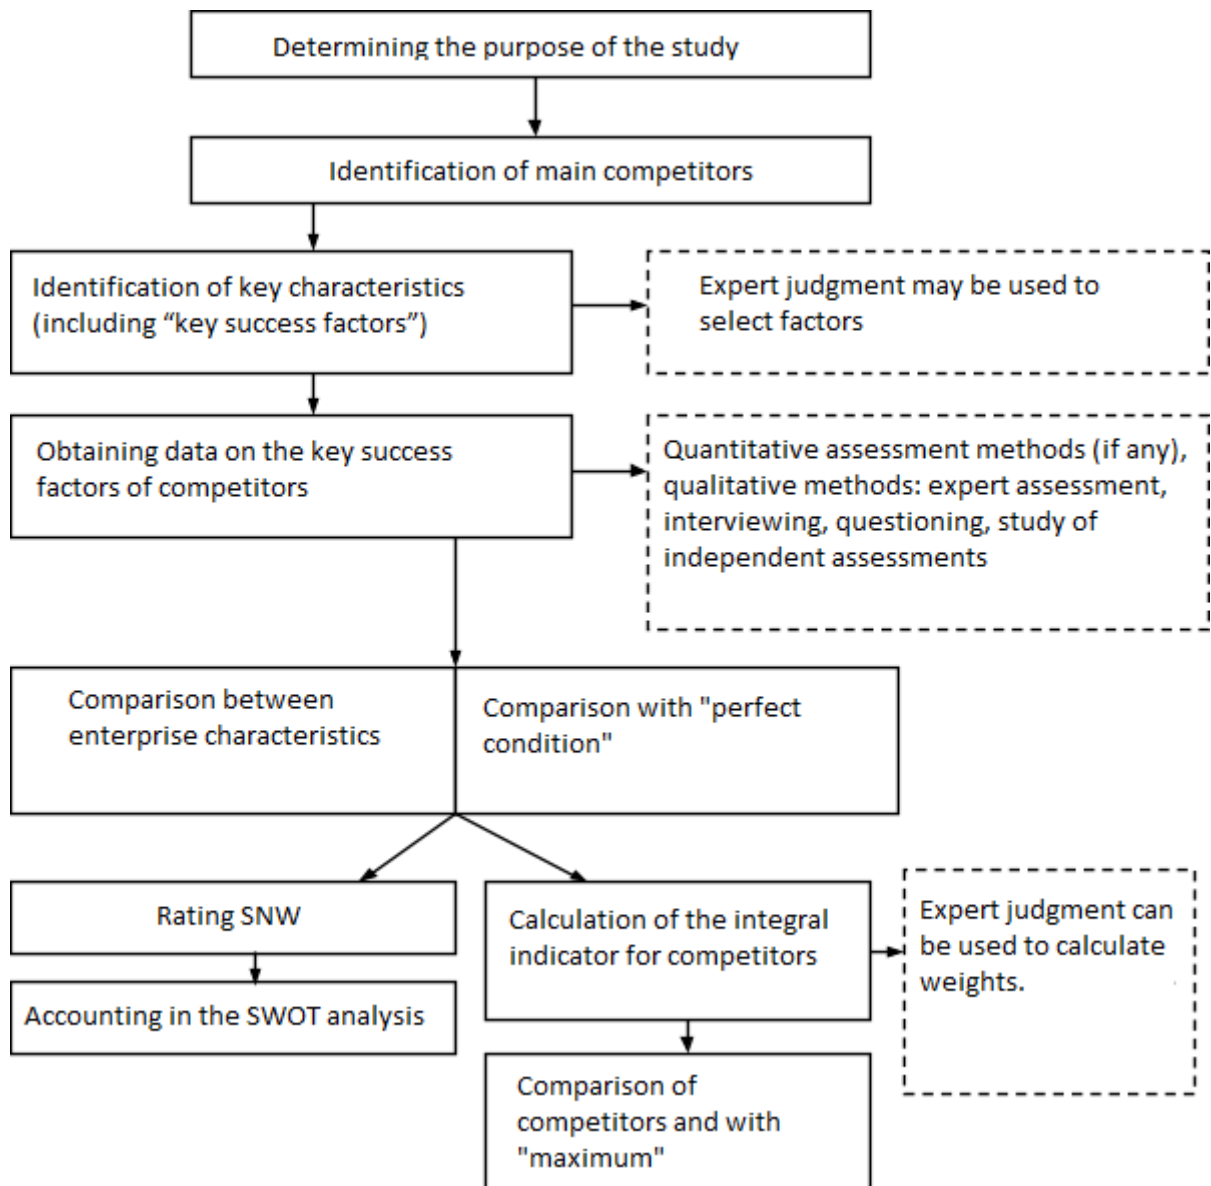 Determining the purpose of the study
Identification of main competitors
Identification of key characteristics
(including “key success factors”)
Expert judgment may be used to
select factors
Obtaining data on the key success
factors of competitors
Quantitative assessment methods (if any),
qualitative methods: expert assessment,
interviewing, questioning, study of
independent assessments
Comparison between
enterprise characteristics
Comparison with "perfect
condition"
Rating SNW
Accounting in the SWOT analysis
Calculation of the integral
indicator for competitors
Expert judgment can
be used to calculate
weights.
Comparison of
competitors and with
"maximum"